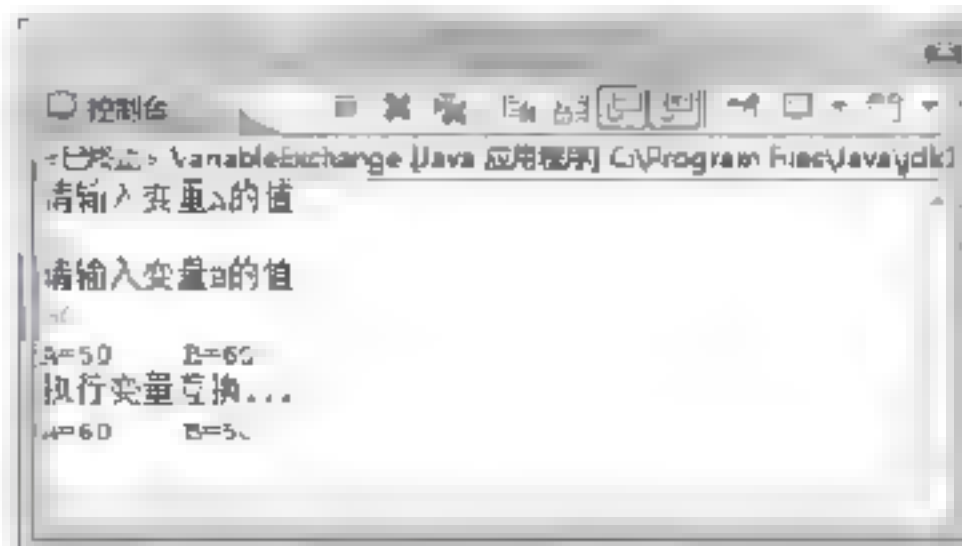 控制台
<已终止> VariableExchange [Java 应用程序] C:\Program Files\Java\jdk1
请输入变量A的值
请输入变量B的值
A=50 B=60
执行变量互换...
A=60 B=50